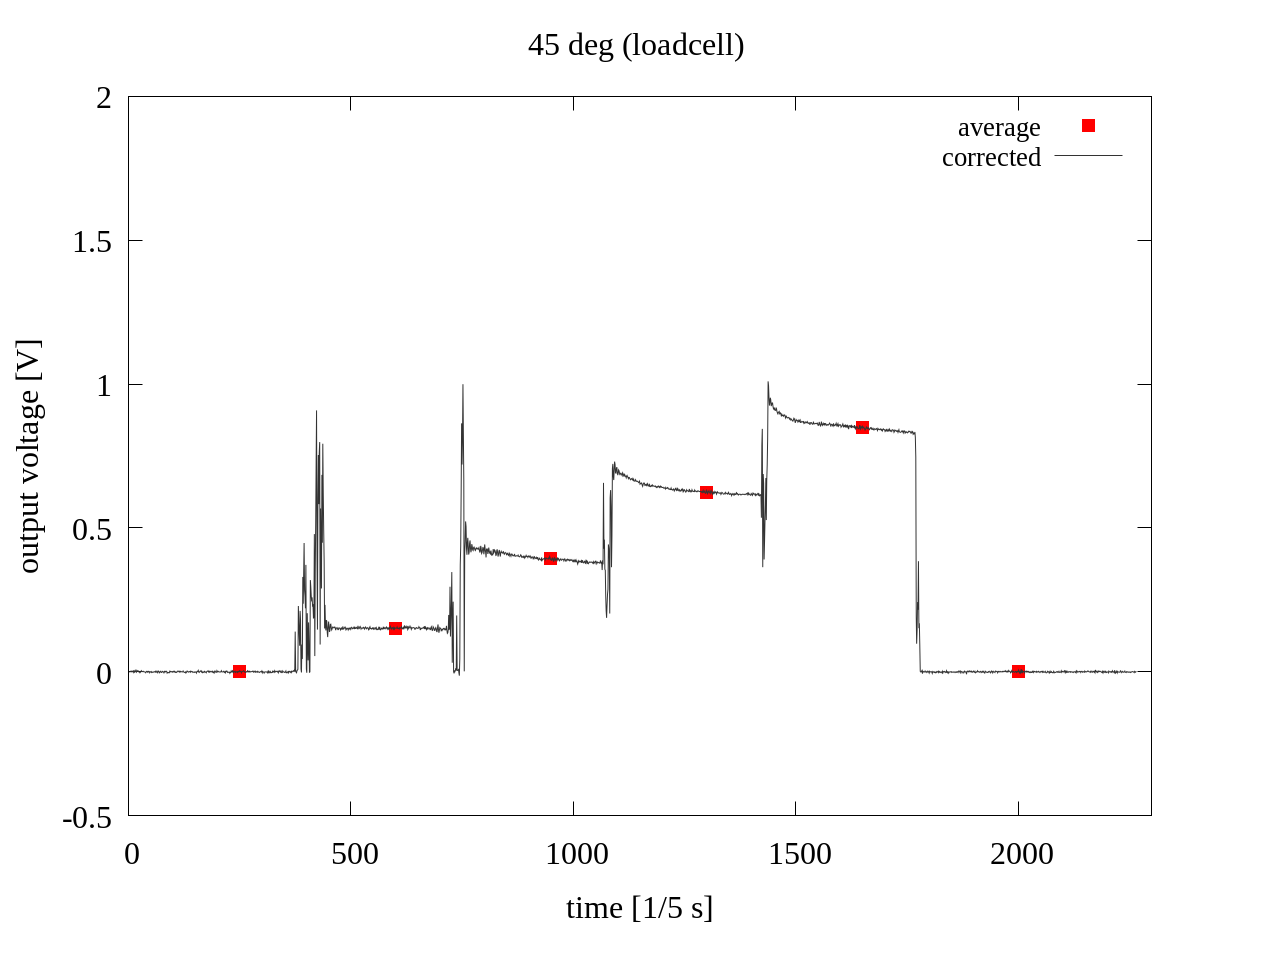 45 deg (loadcell)
2
1.5
1
0.5
0
-0.5
output voltage [V]
average
corrected
0 500 1000 1500 2000
time [1/5 s]